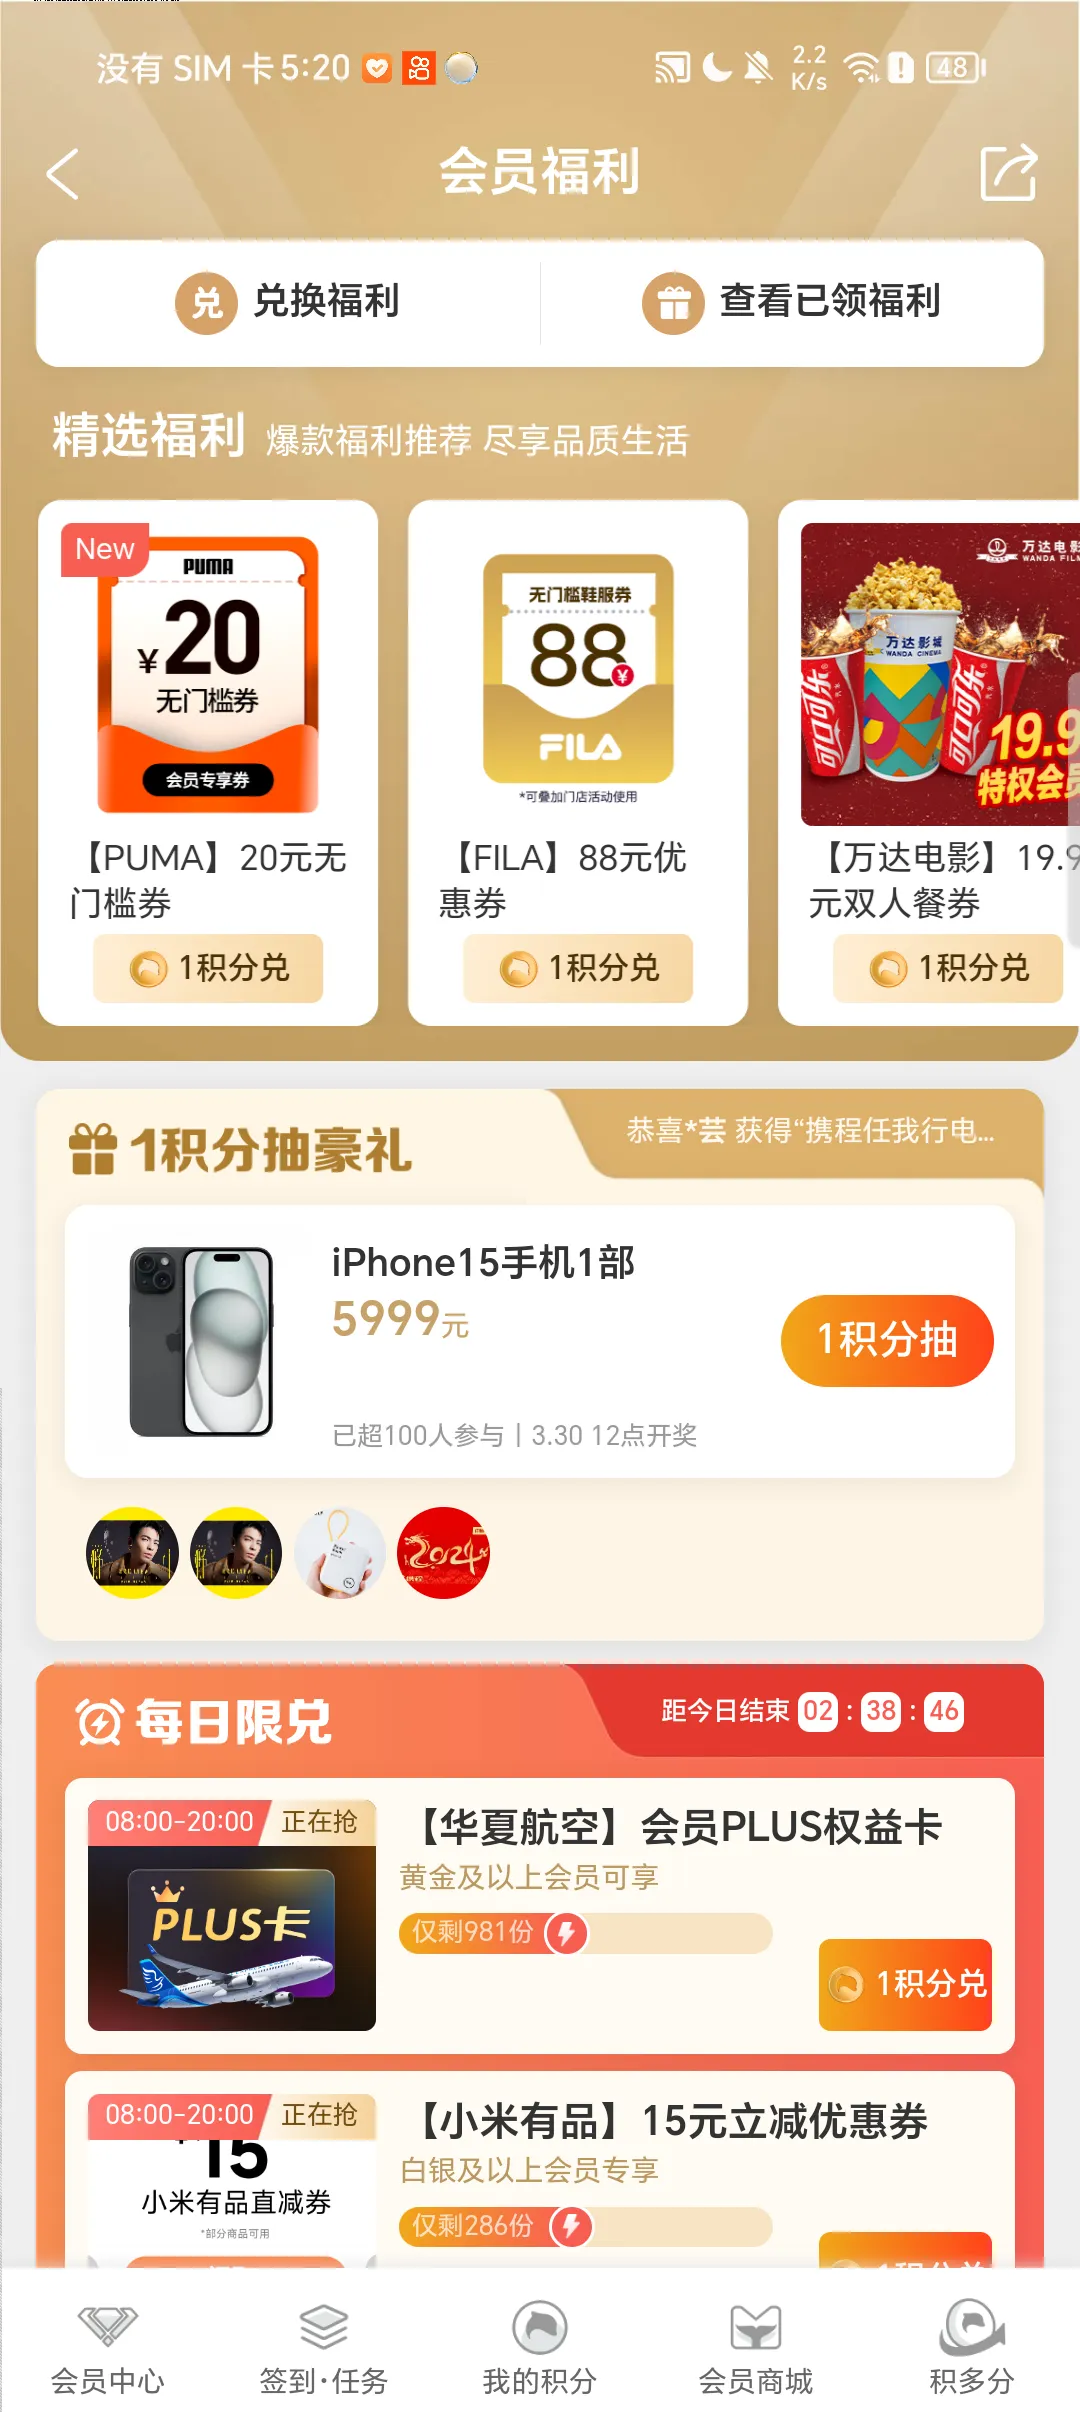 没有 SIM 卡 5:20
2.2 K/s
48
会员福利
兑 兑换福利
查看已领福利
精选福利 爆款福利推荐 尽享品质生活
New
PUMA
¥20
无门槛券
会员专享券
【PUMA】20元无
门槛券
1积分兑
无门槛鞋服券
88¥
FILA
*可叠加门店活动使用
【FILA】88元优
惠券
1积分兑
万达电影
WANDA FILM
万达影城
WANDA CINEMA
可口可乐
可口可乐
19.9
特权会员
【万达电影】19.9
元双人餐券
1积分兑
1积分抽豪礼
恭喜*芸 获得“携程任我行电...
iPhone15手机1部
5999元
1积分抽
已超100人参与 | 3.30 12点开奖
2024
每日限兑
距今日结束 02 : 38 : 46
08:00-20:00 正在抢
PLUS卡
【华夏航空】会员PLUS权益卡
黄金及以上会员可享
仅剩981份
1积分兑
08:00-20:00 正在抢
15
小米有品直减券
*部分商品可用
【小米有品】15元立减优惠券
白银及以上会员专享
仅剩286份
1积分兑
会员中心
签到·任务
我的积分
会员商城
积多分